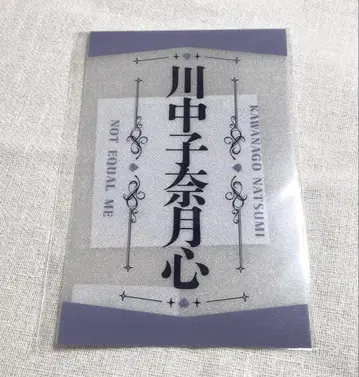 川中子奈月心
KAWANAGO NATSUMI
NOT EQUAL ME